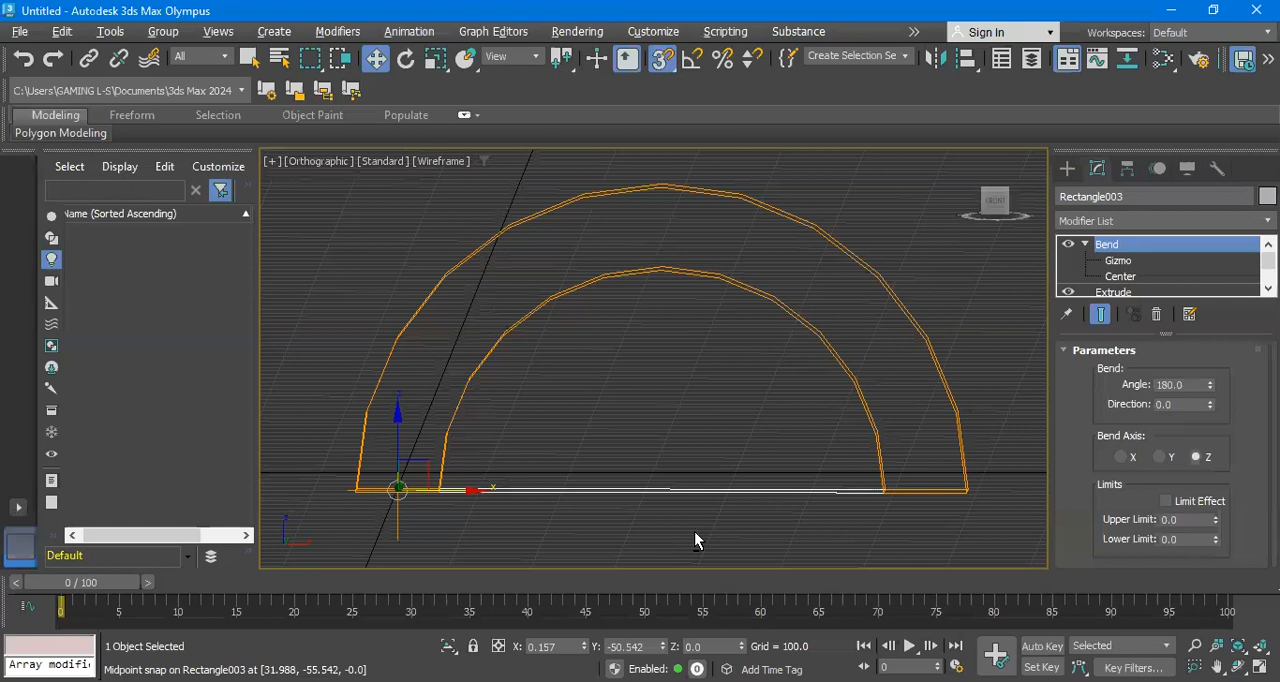 Untitled - Autodesk 3ds Max Olympus
File Edit Tools Group Views Create Modifiers Animation Graph Editors Rendering Customize Scripting Substance » Sign In Workspaces: Default
All View Create Selection Se
C:\Users\GAMING L-S\Documents\3ds Max 2024
Modeling Freeform Selection Object Paint Populate
Polygon Modeling
Select Display Edit Customize
Name (Sorted Ascending)
[+] [Orthographic ] [Standard ] [Wireframe ]
FRONT
Rectangle003
Modifier List
Bend
Gizmo
Center
Extrude
Parameters
Bend:
Angle: 180.0
Direction: 0.0
Bend Axis:
X Y Z
Limits
Limit Effect
Upper Limit: 0.0
Lower Limit: 0.0
x
Default
0 / 100
0 5 10 15 20 25 30 35 40 45 50 55 60 65 70 75 80 85 90 95 100
1 Object Selected X: 0.157 Y: -50.542 Z: 0.0 Grid = 100.0 Auto Key Selected
Array modifi Midpoint snap on Rectangle003 at [31.988, -55.542, -0.0] Enabled: 0 Add Time Tag 0 Set Key Key Filters...